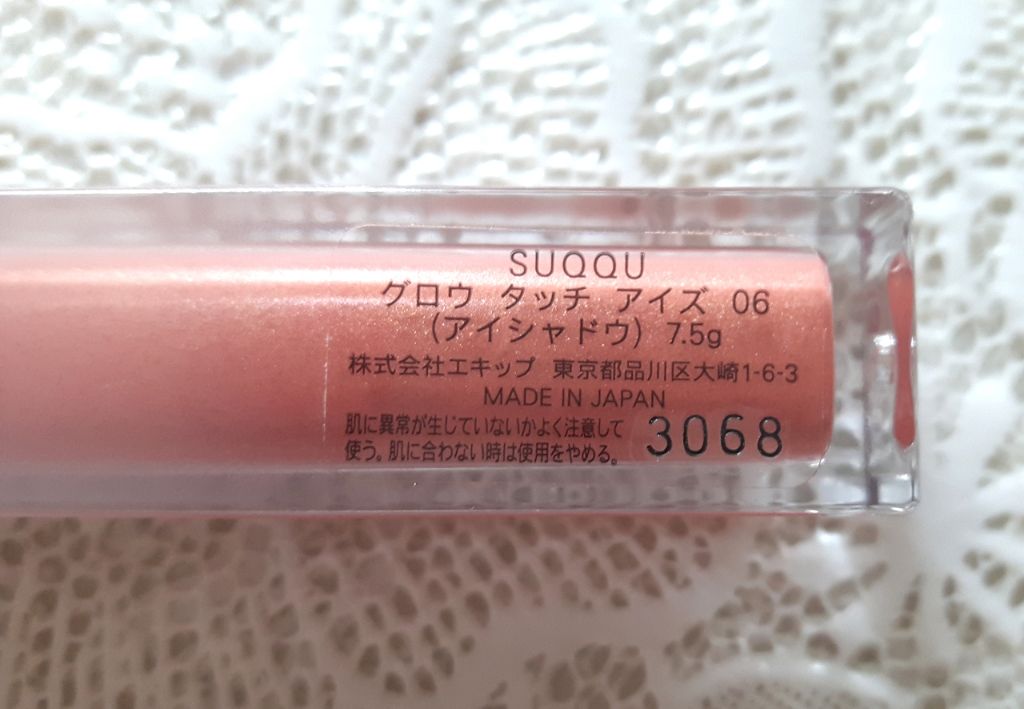 SUQQU
グロウ タッチ アイズ 06
（アイシャドウ） 7.5g
株式会社エキップ 東京都品川区大崎1-6-3
MADE IN JAPAN
肌に異常が生じていないかよく注意して
使う。肌に合わない時は使用をやめる。
3068